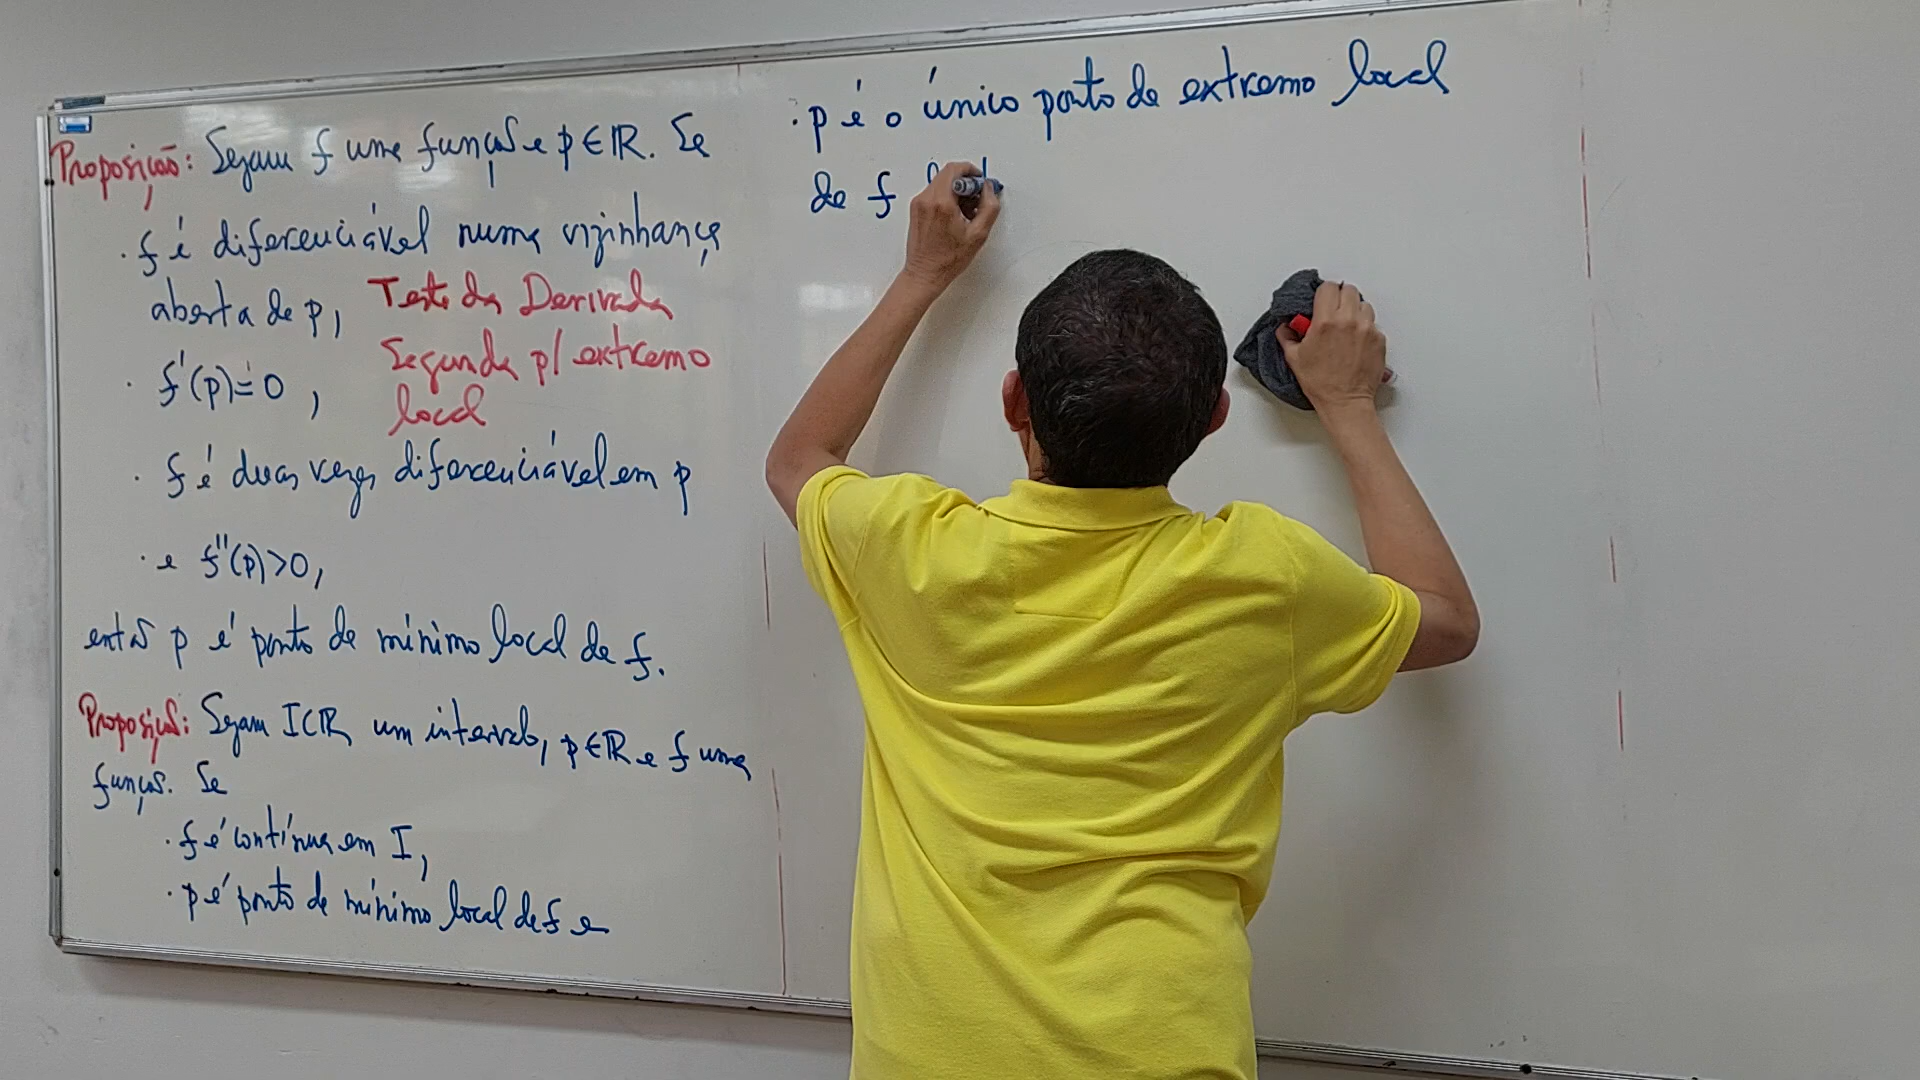 Proposição: Sejam f uma função e p∈ℝ. Se
· f é diferenciável numa vizinhança
aberta de p,
· f'(p)=0,
Teste da Derivada
Segunda p/ extremo
local
· f é duas vezes diferenciável em p
· e f''(p)>0,
então p é ponto de mínimo local de f.
Proposição: Sejam I⊂ℝ um intervalo, p∈ℝ e f uma
função. Se
· f é contínua em I,
· p é ponto de mínimo local de f e
· p é o único ponto de extremo local
de f